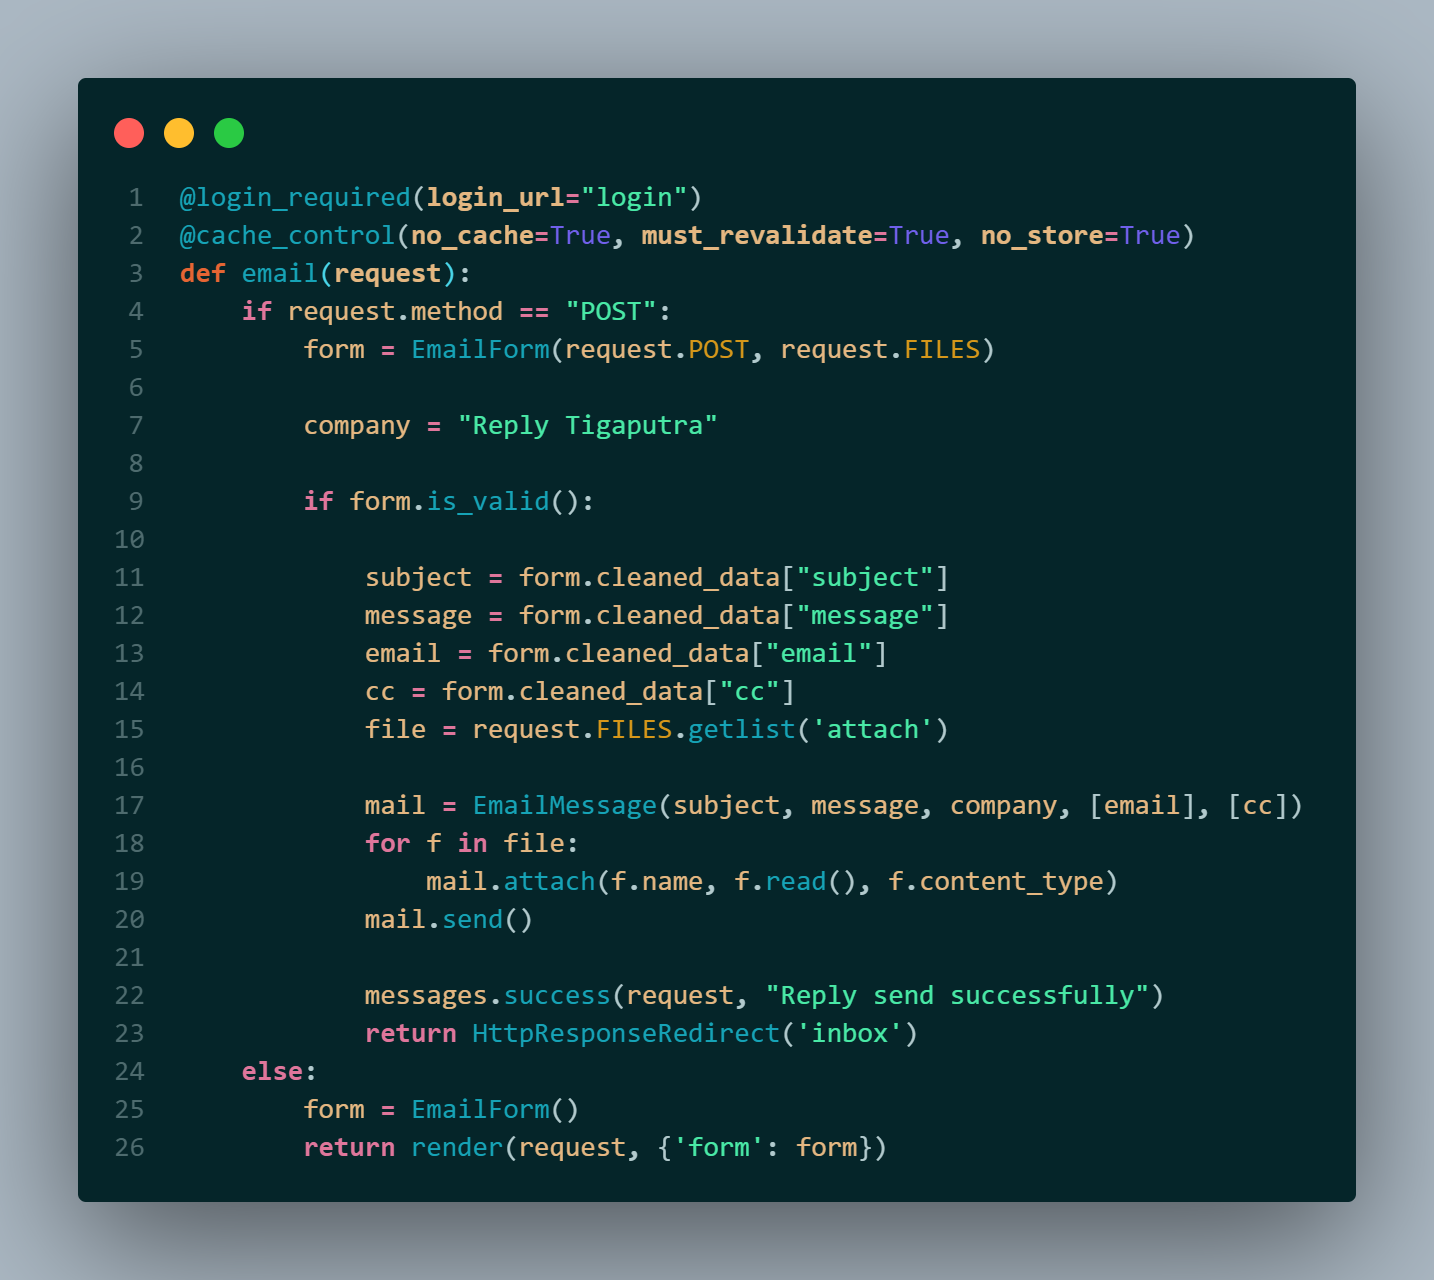 1 @login_required(login_url="login")
2 @cache_control(no_cache=True, must_revalidate=True, no_store=True)
3 def email(request):
4     if request.method == "POST":
5         form = EmailForm(request.POST, request.FILES)
6
7         company = "Reply Tigaputra"
8
9         if form.is_valid():
10
11             subject = form.cleaned_data["subject"]
12             message = form.cleaned_data["message"]
13             email = form.cleaned_data["email"]
14             cc = form.cleaned_data["cc"]
15             file = request.FILES.getlist('attach')
16
17             mail = EmailMessage(subject, message, company, [email], [cc])
18             for f in file:
19                 mail.attach(f.name, f.read(), f.content_type)
20             mail.send()
21
22             messages.success(request, "Reply send successfully")
23             return HttpResponseRedirect('inbox')
24     else:
25         form = EmailForm()
26         return render(request, {'form': form})